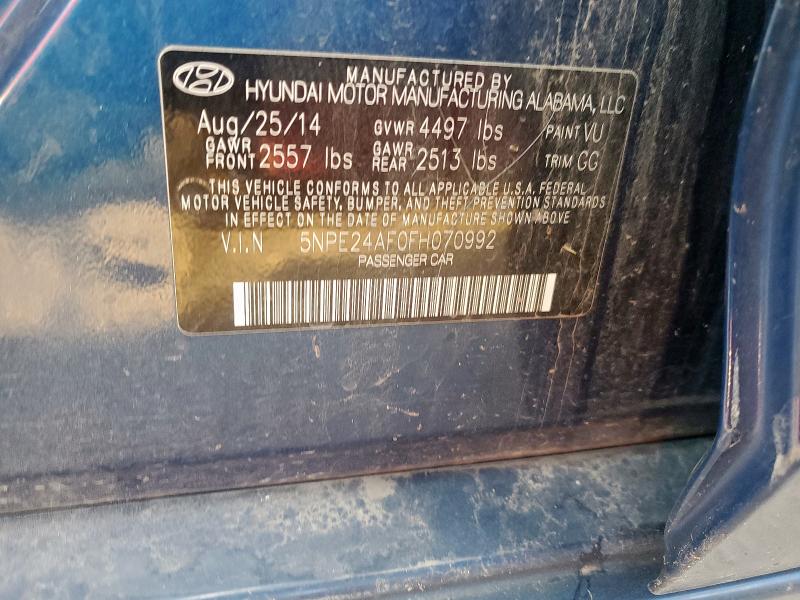 MANUFACTURED BY
HYUNDAI MOTOR MANUFACTURING ALABAMA, LLC
Aug/25/14 GVWR 4497 lbs PAINT VU
GAWR FRONT 2557 lbs GAWR REAR 2513 lbs TRIM GG
THIS VEHICLE CONFORMS TO ALL APPLICABLE U.S.A. FEDERAL
MOTOR VEHICLE SAFETY, BUMPER, AND THEFT PREVENTION STANDARDS
IN EFFECT ON THE DATE OF MANUFACTURE SHOWN ABOVE
V.I.N 5NPE24AF0FH070992
PASSENGER CAR